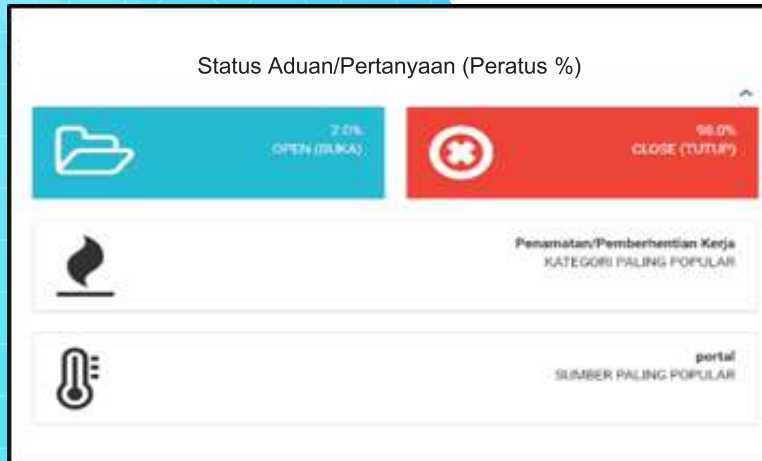 Status Aduan/Pertanyaan (Peratus %)
2.0%
OPEN (BUKA)
98.0%
CLOSE (TUTUP)
Penamatan/Pemberhentian Kerja
KATEGORI PALING POPULAR
portal
SUMBER PALING POPULAR